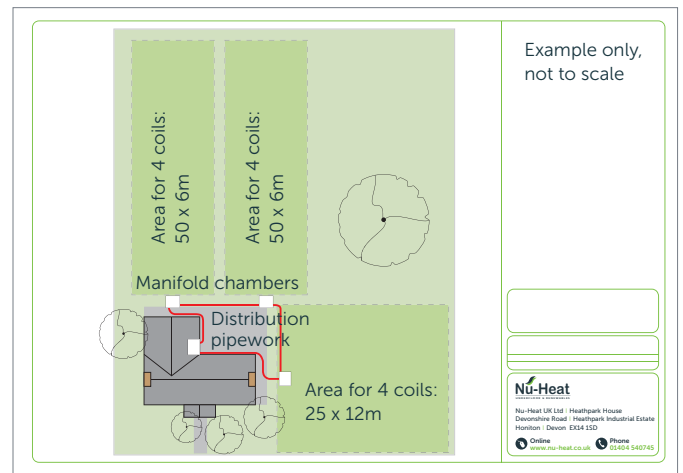 Example only,
not to scale
Area for 4 coils:
50 x 6m
Area for 4 coils:
50 x 6m
Manifold chambers
Distribution
pipework
Area for 4 coils:
25 x 12m
Nu-Heat
UNDERFLOOR & RENEWABLES
Nu-Heat UK Ltd | Heathpark House
Devonshire Road | Heathpark Industrial Estate
Honiton | Devon EX14 1SD
Online
www.nu-heat.co.uk
Phone
01404 540745